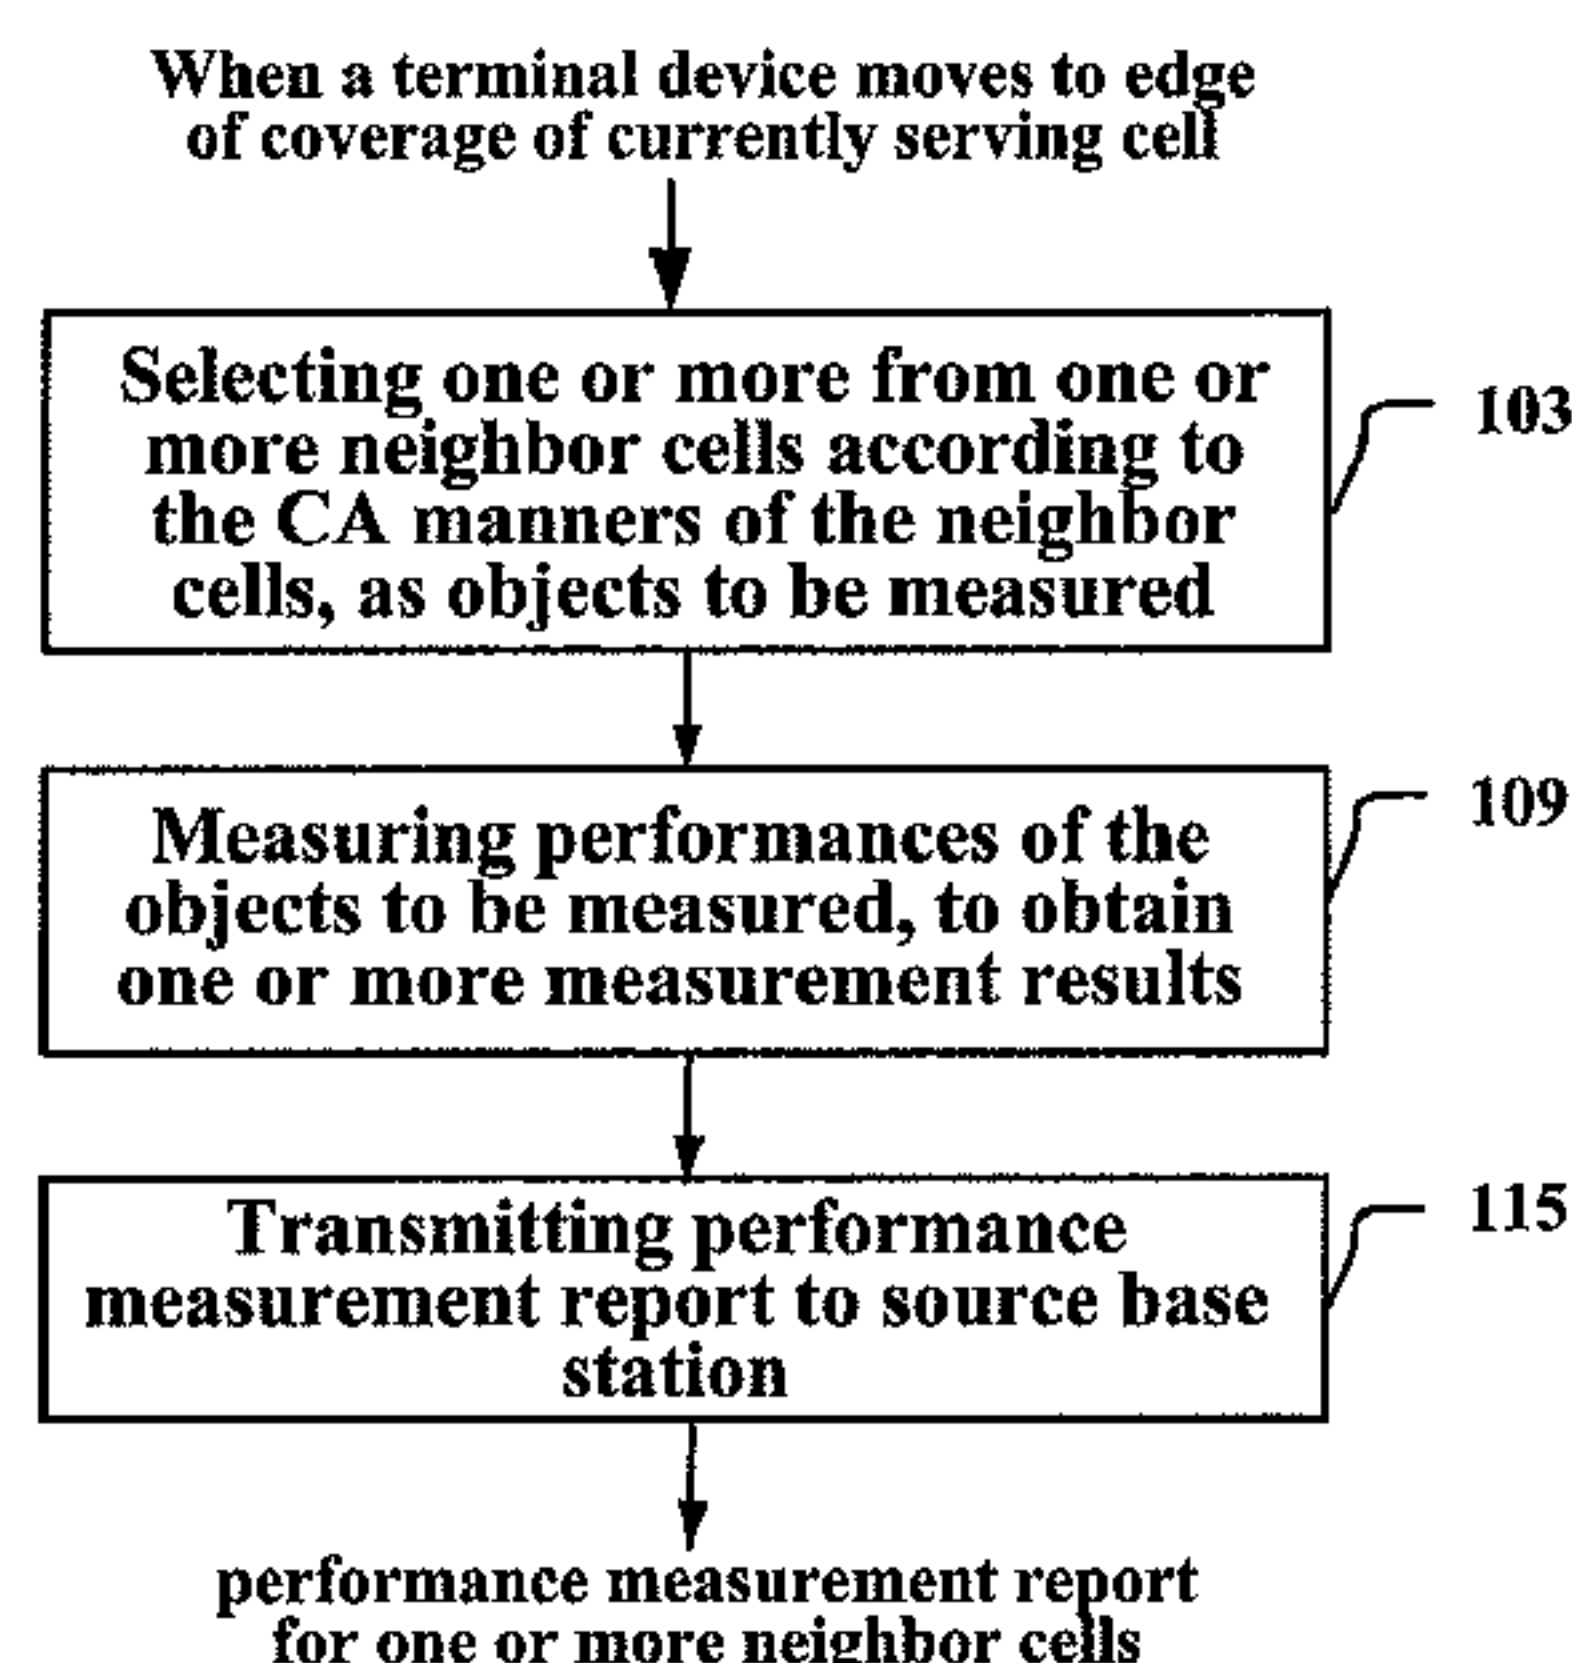 When a terminal device moves to edge
of coverage of currently serving cell
Selecting one or more from one or
more neighbor cells according to
the CA manners of the neighbor
cells, as objects to be measured
103
Measuring performances of the
objects to be measured, to obtain
one or more measurement results
109
Transmitting performance
measurement report to source base
station
115
performance measurement report
for one or more neighbor cells